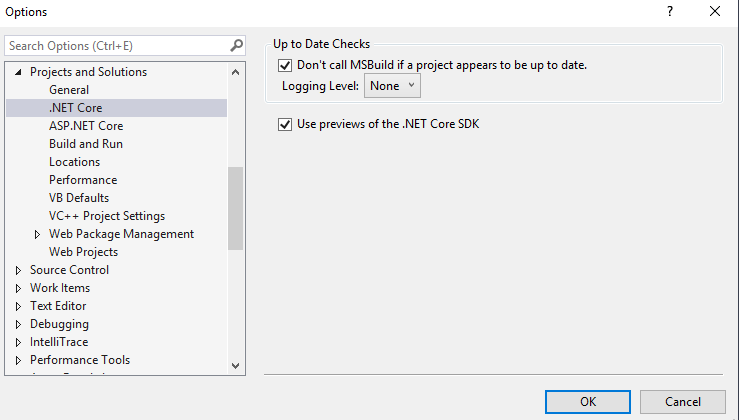 Options
?
Search Options (Ctrl+E)
Projects and Solutions
General
.NET Core
ASP.NET Core
Build and Run
Locations
Performance
VB Defaults
VC++ Project Settings
Web Package Management
Web Projects
Source Control
Work Items
Text Editor
Debugging
IntelliTrace
Performance Tools
Up to Date Checks
Don't call MSBuild if a project appears to be up to date.
Logging Level: None
Use previews of the .NET Core SDK
OK
Cancel